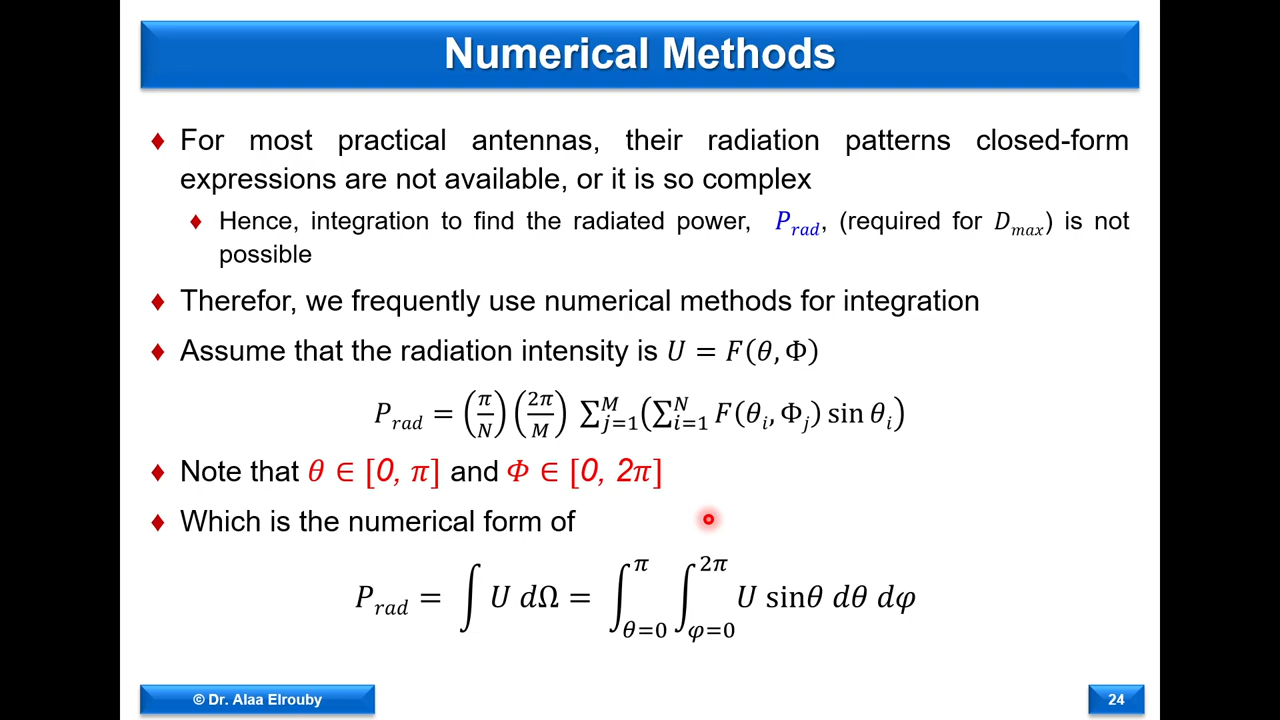 Numerical Methods
♦ For most practical antennas, their radiation patterns closed-form
expressions are not available, or it is so complex
♦ Hence, integration to find the radiated power, P_rad, (required for D_max) is not
possible
♦ Therefor, we frequently use numerical methods for integration
♦ Assume that the radiation intensity is U = F(θ, Φ)
P_rad = (π/N) (2π/M) ∑_{j=1}^{M} (∑_{i=1}^{N} F(θ_i, Φ_j) sin θ_i)
♦ Note that θ ∈ [0, π] and Φ ∈ [0, 2π]
♦ Which is the numerical form of
P_rad = ∫ U dΩ = ∫_{θ=0}^{π} ∫_{φ=0}^{2π} U sinθ dθ dφ
© Dr. Alaa Elrouby
24